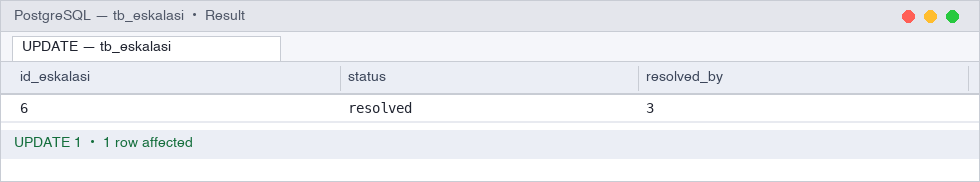 PostgreSQL — tb_eskalasi • Result
UPDATE — tb_eskalasi
id_eskalasi status resolved_by
6 resolved 3
UPDATE 1 • 1 row affected